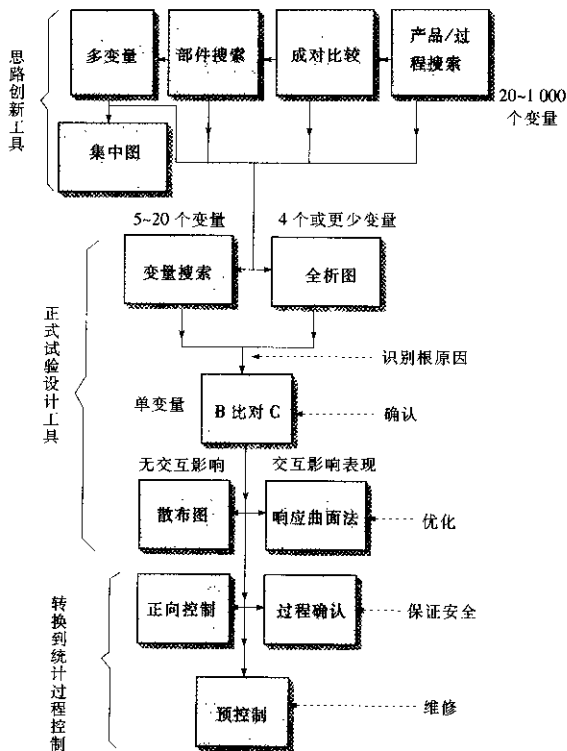 思路创新工具
多变量
部件搜索
成对比较
产品/过
程搜索
20~1 000
个变量
集中图
5~20 个变量
4 个或更少变量
正式试验设计工具
变量搜索
全析图
识别根原因
单变量
B 比对 C
确认
无交互影响
交互影响表现
散布图
响应曲面法
优化
转换到统计过程控制
正向控制
过程确认
保证安全
预控制
维修